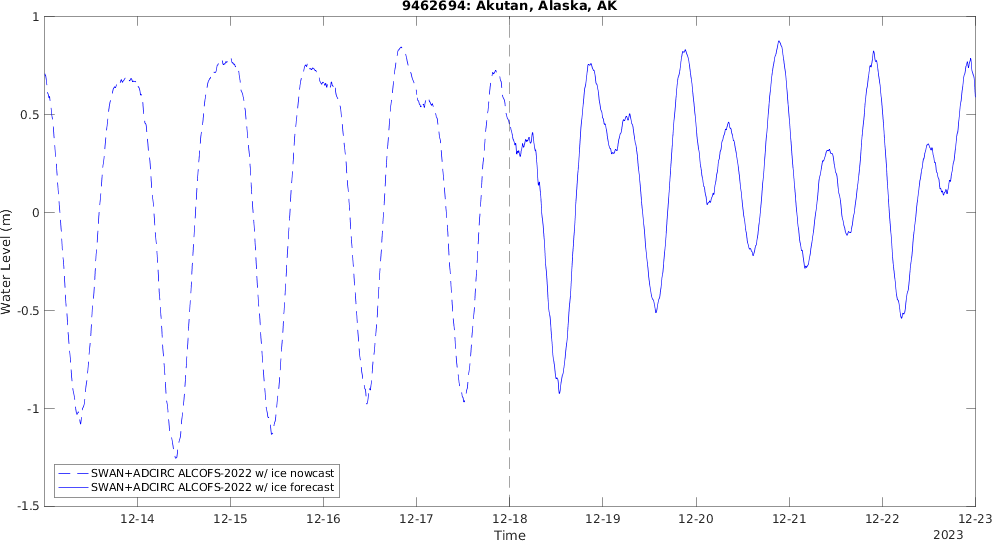 9462694: Akutan, Alaska, AK
Water Level (m)
1
0.5
0
-0.5
-1
-1.5
SWAN+ADCIRC ALCOFS-2022 w/ ice nowcast
SWAN+ADCIRC ALCOFS-2022 w/ ice forecast
12-14 12-15 12-16 12-17 12-18 12-19 12-20 12-21 12-22 12-23
Time
2023